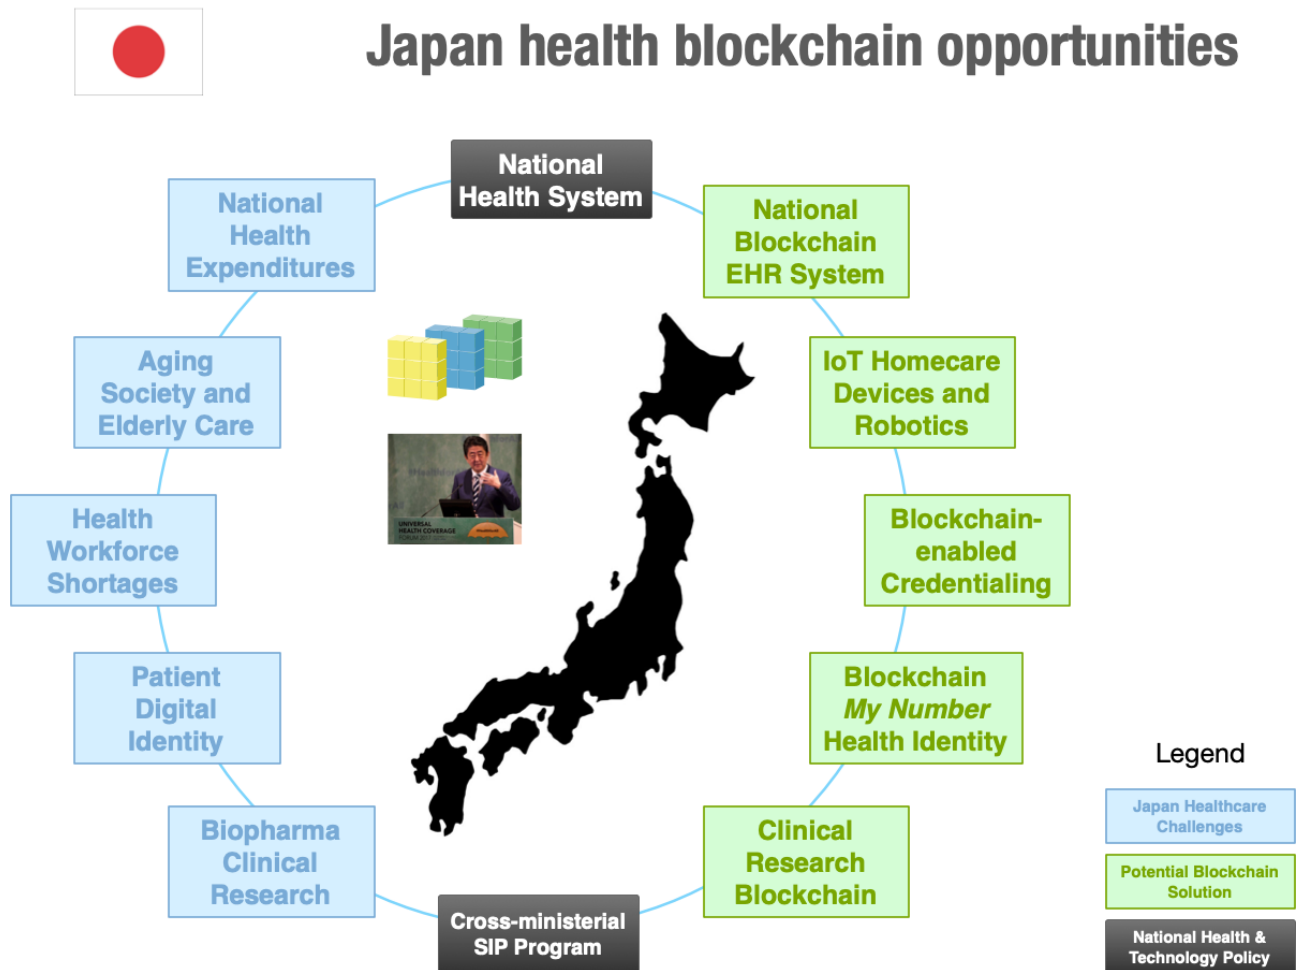 Japan health blockchain opportunities
National
Health System
National
Health
Expenditures
National
Blockchain
EHR System
Aging
Society and
Elderly Care
IoT Homecare
Devices and
Robotics
Health
Workforce
Shortages
Blockchain-
enabled
Credentialing
UNIVERSAL
HEALTH COVERAGE
Patient
Digital
Identity
Blockchain
My Number
Health Identity
Biopharma
Clinical
Research
Clinical
Research
Blockchain
Cross-ministerial
SIP Program
Legend
Japan Healthcare
Challenges
Potential Blockchain
Solution
National Health &
Technology Policy